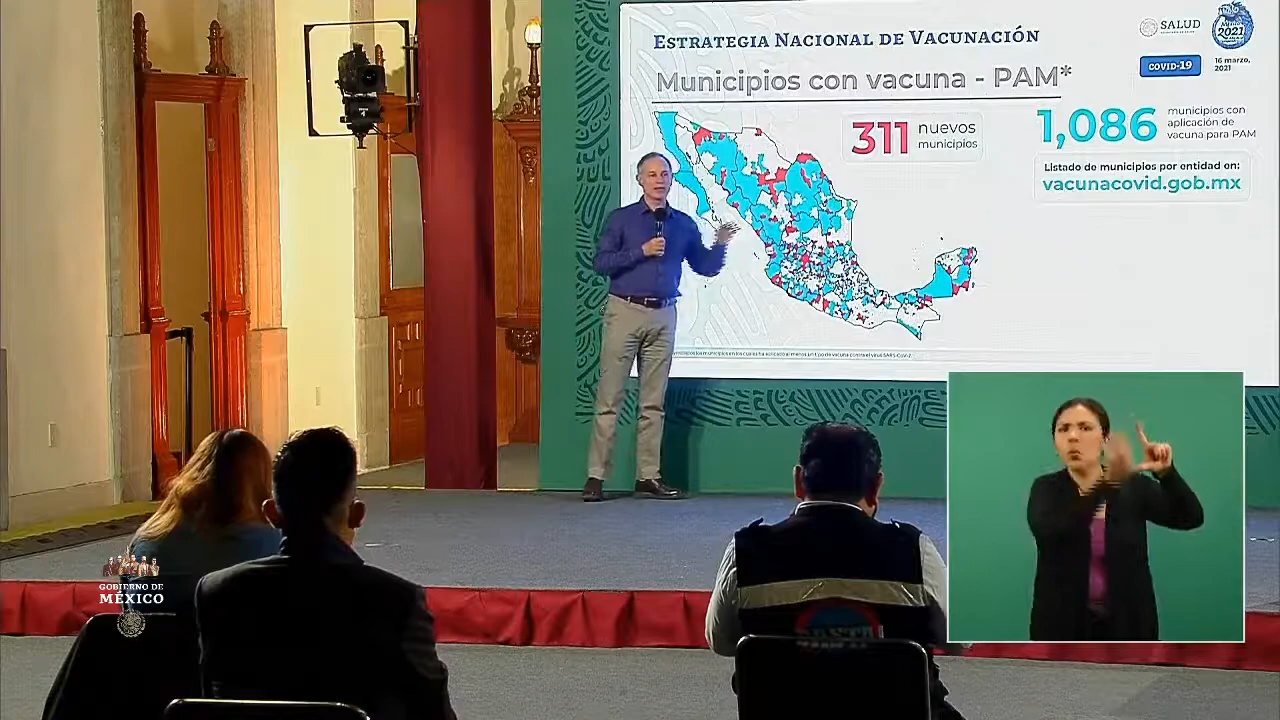 ESTRATEGIA NACIONAL DE VACUNACIÓN
SALUD
2021
COVID-19
16 marzo,
2021
Municipios con vacuna - PAM*
311 nuevos
municipios
1,086 municipios con
aplicación de
vacuna para PAM
Listado de municipios por entidad en:
vacunacovid.gob.mx
GOBIERNO DE
MÉXICO